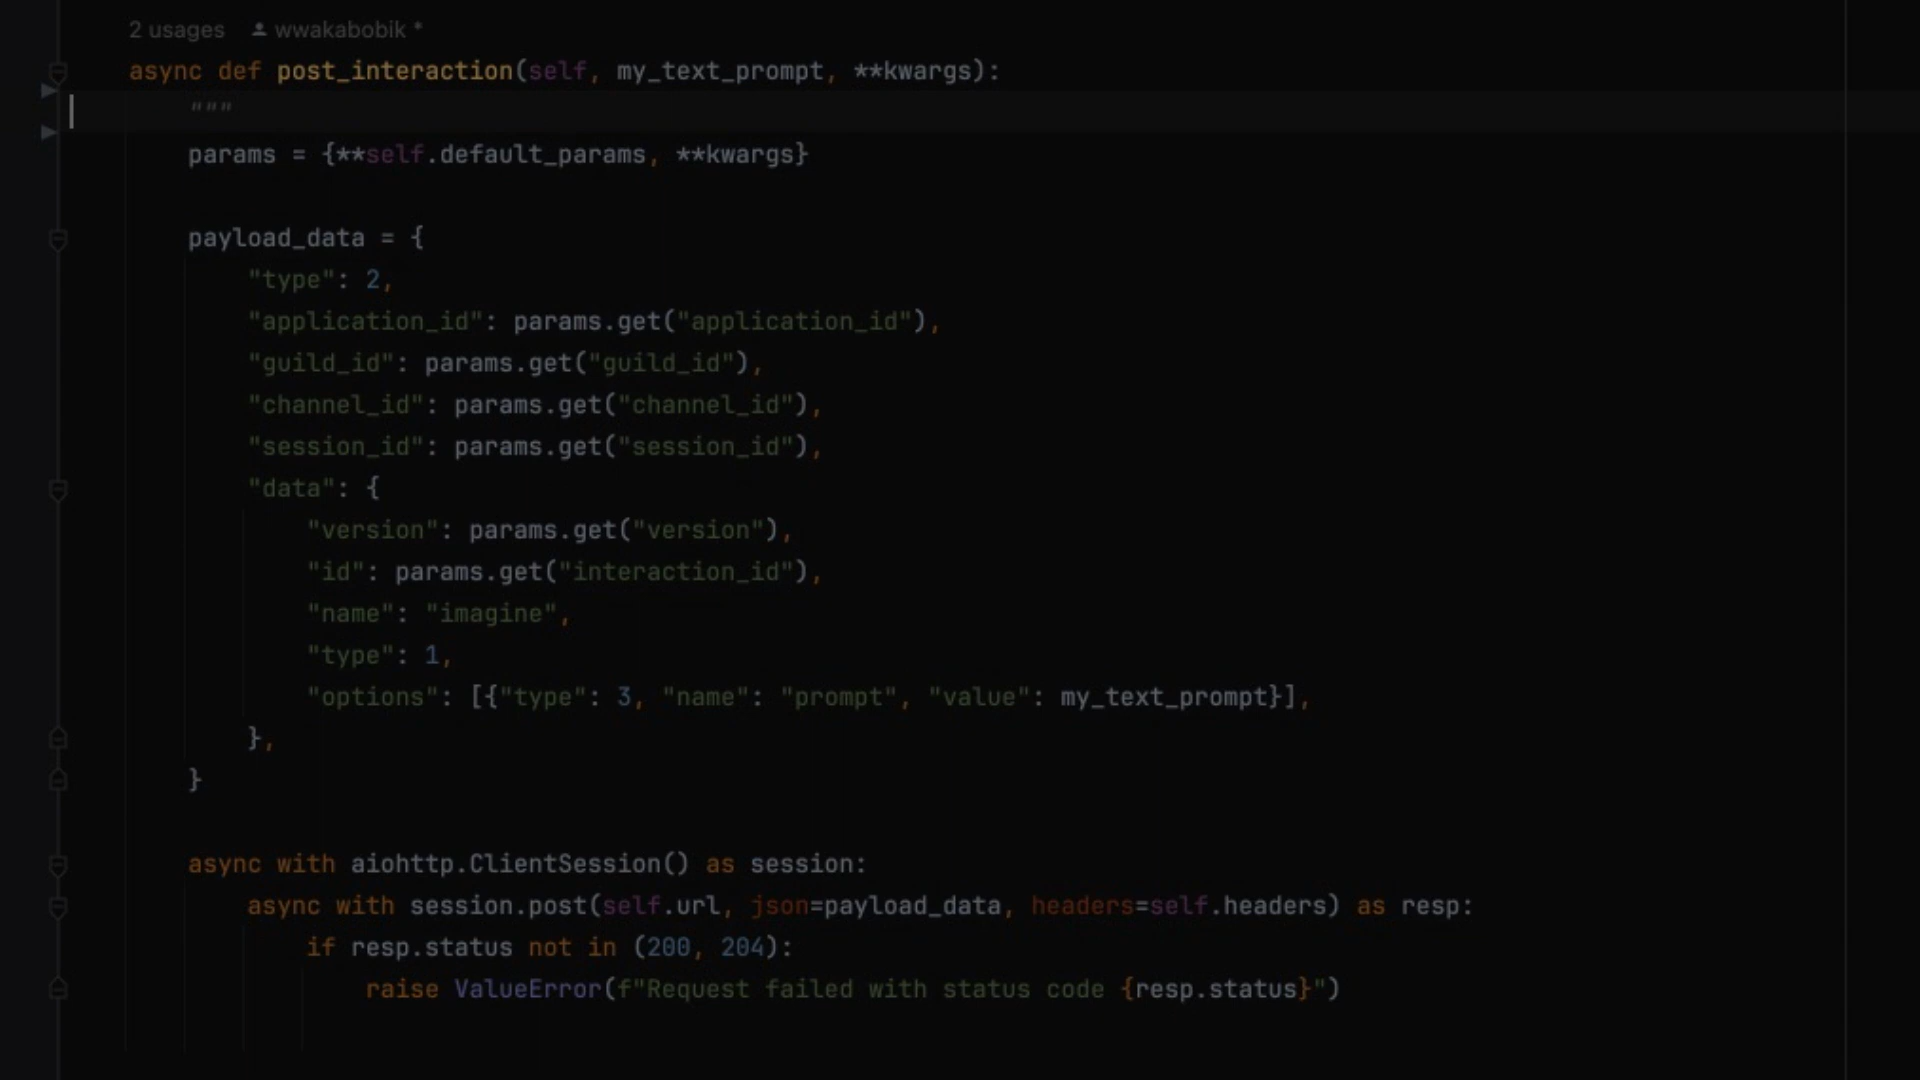 2 usages wwakabobik *
async def post_interaction(self, my_text_prompt, **kwargs):
"""
params = {**self.default_params, **kwargs}
payload_data = {
"type": 2,
"application_id": params.get("application_id"),
"guild_id": params.get("guild_id"),
"channel_id": params.get("channel_id"),
"session_id": params.get("session_id"),
"data": {
"version": params.get("version"),
"id": params.get("interaction_id"),
"name": "imagine",
"type": 1,
"options": [{"type": 3, "name": "prompt", "value": my_text_prompt}],
},
}
async with aiohttp.ClientSession() as session:
async with session.post(self.url, json=payload_data, headers=self.headers) as resp:
if resp.status not in (200, 204):
raise ValueError(f"Request failed with status code {resp.status}")